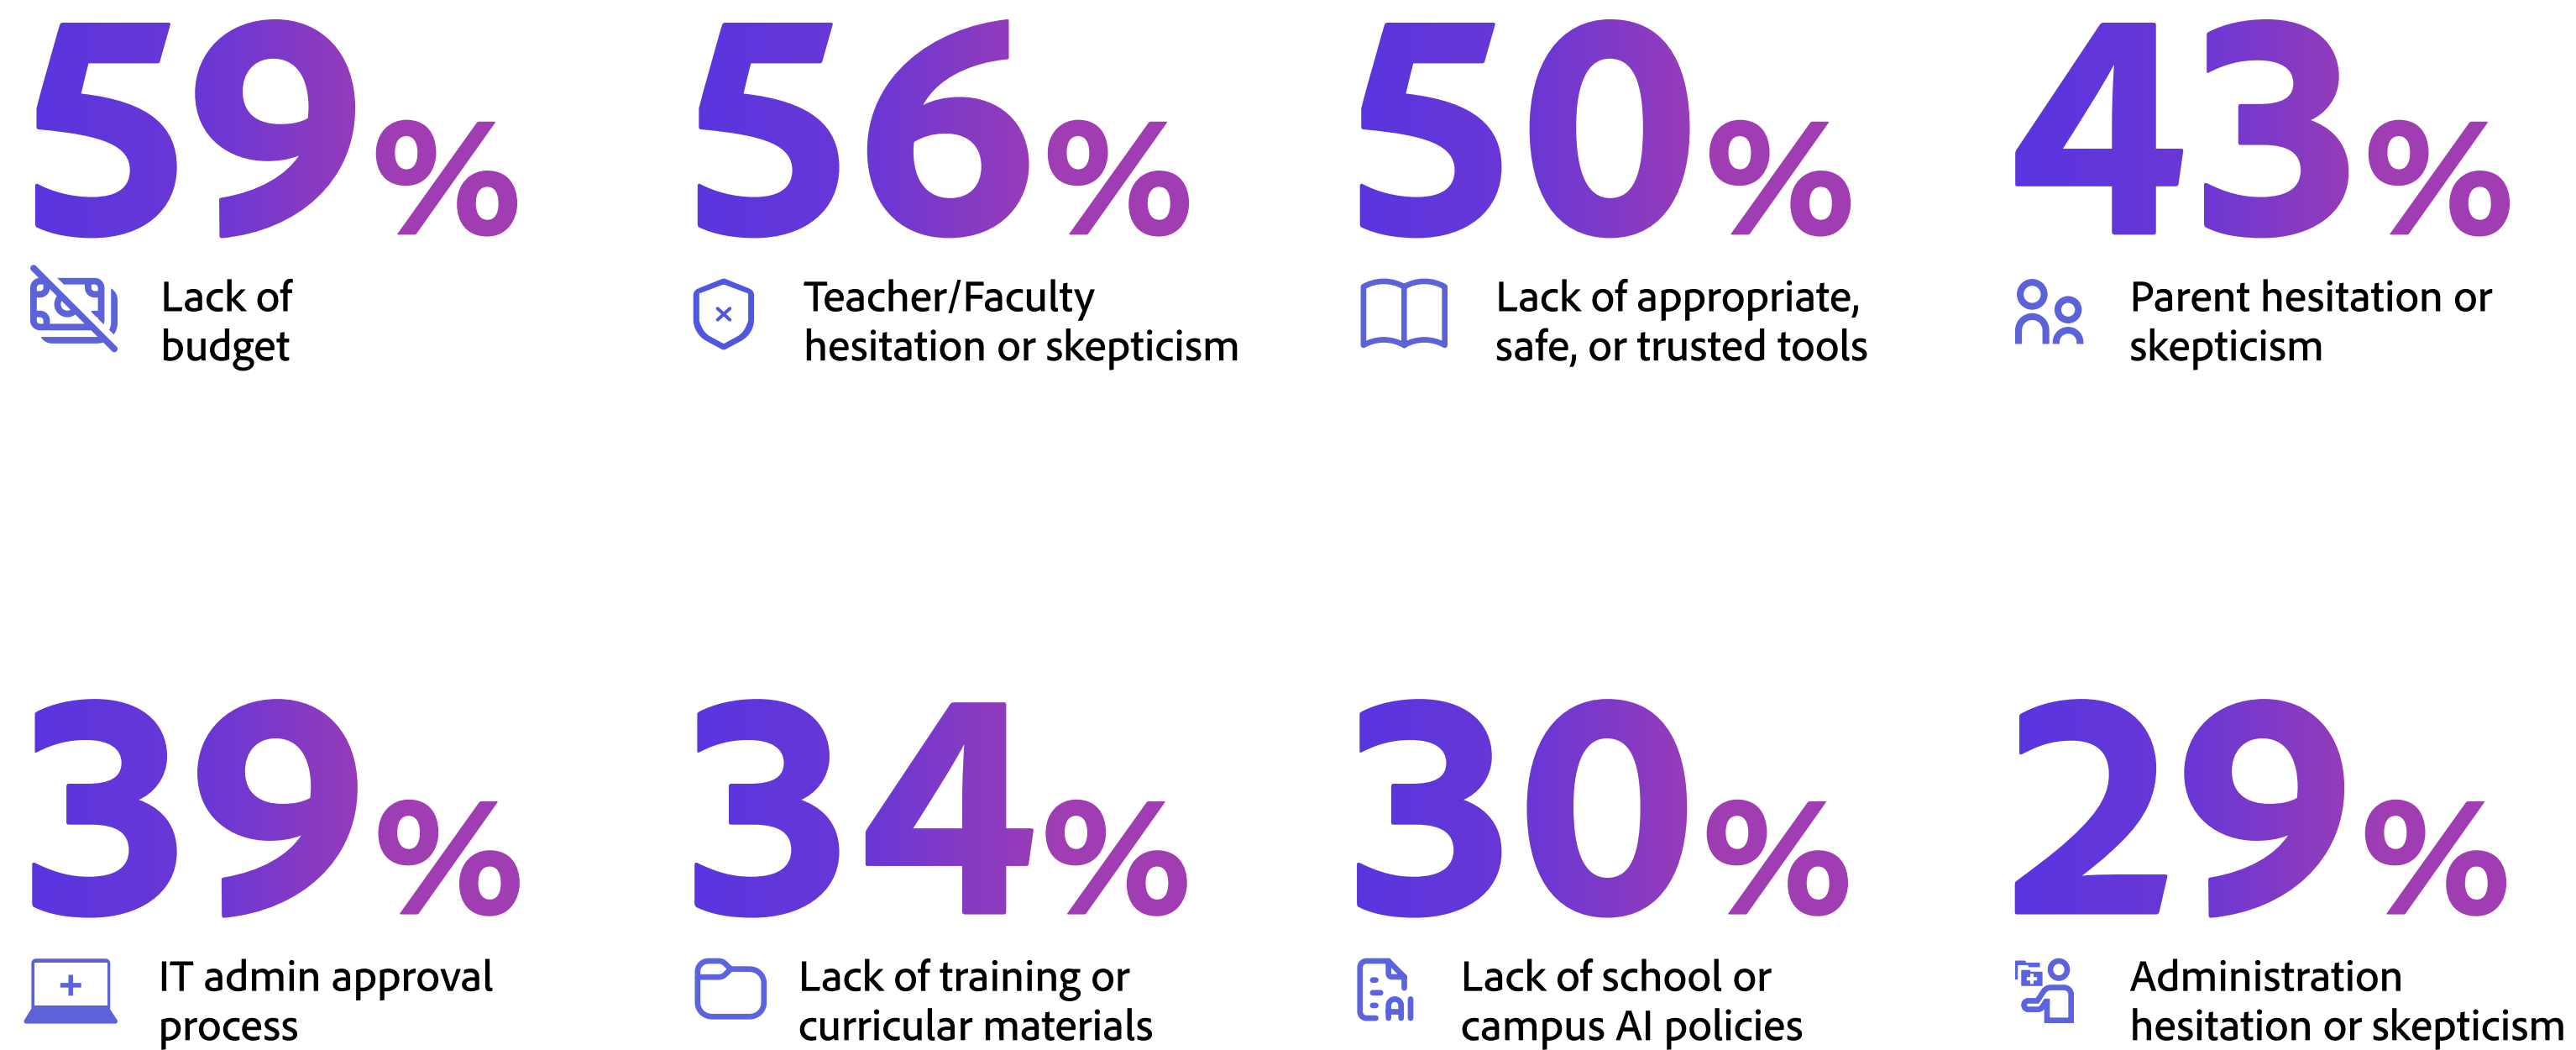 59%
Lack of
budget
56%
Teacher/Faculty
hesitation or skepticism
50%
Lack of appropriate,
safe, or trusted tools
43%
Parent hesitation or
skepticism
39%
IT admin approval
process
34%
Lack of training or
curricular materials
30%
AI
Lack of school or
campus AI policies
29%
Administration
hesitation or skepticism